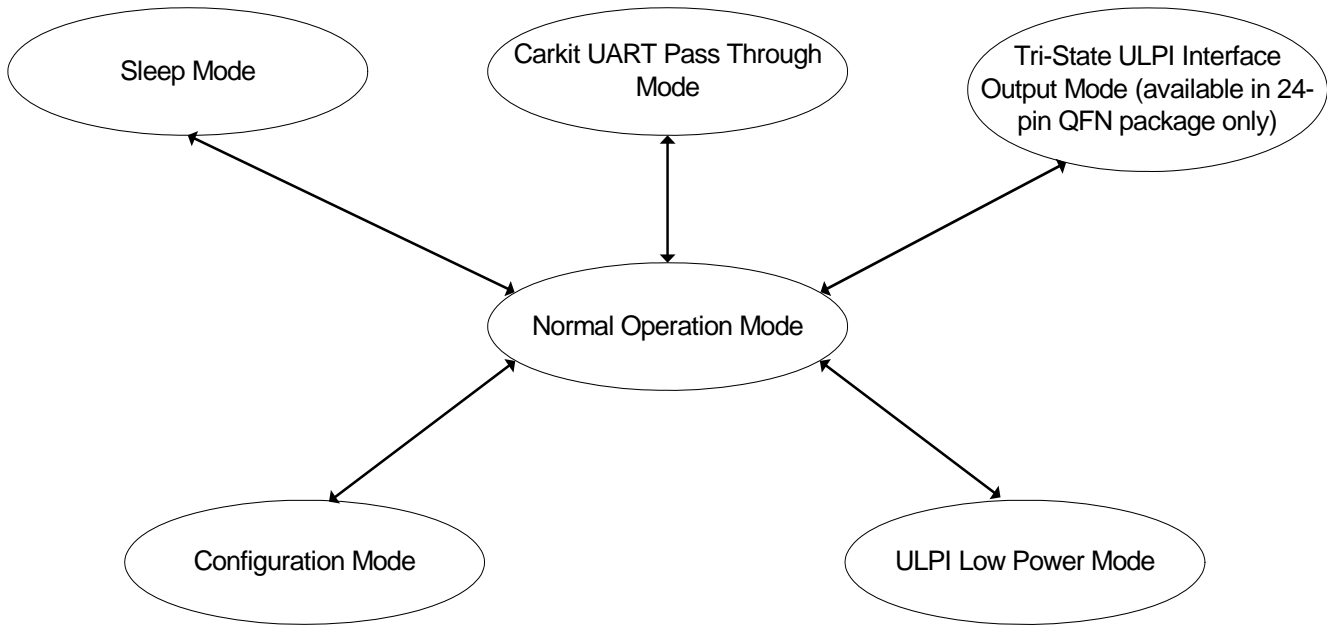 Sleep Mode
Carkit UART Pass Through
Mode
Tri-State ULPI Interface
Output Mode (available in 24-
pin QFN package only)
Normal Operation Mode
Configuration Mode
ULPI Low Power Mode